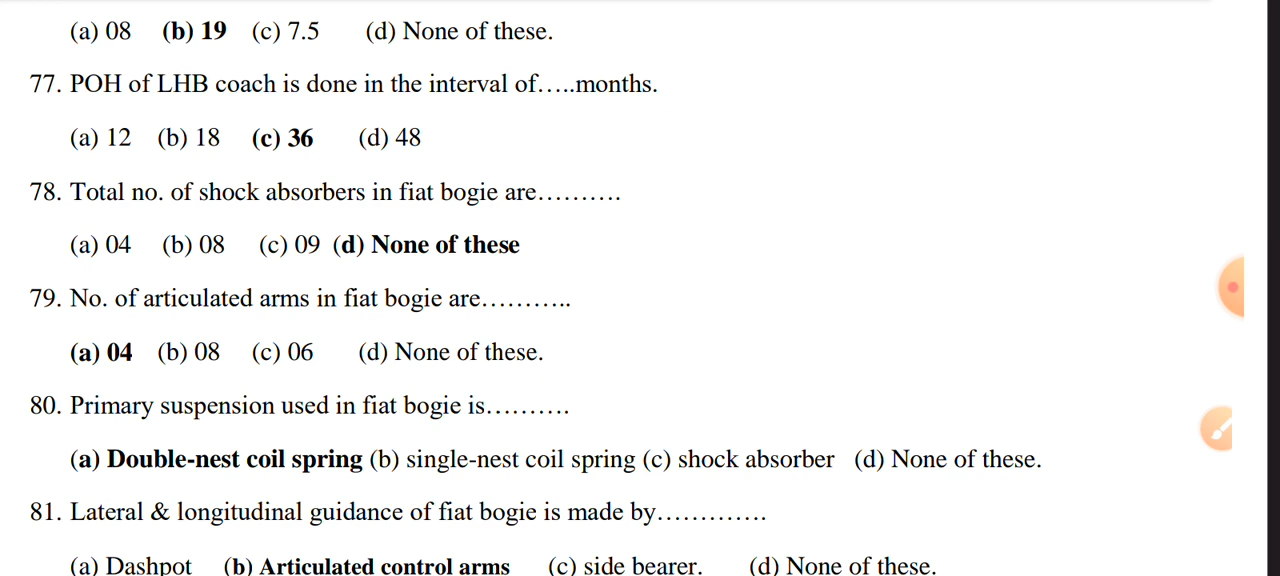 (a) 08 (b) 19 (c) 7.5 (d) None of these.
77. POH of LHB coach is done in the interval of…..months.
(a) 12 (b) 18 (c) 36 (d) 48
78. Total no. of shock absorbers in fiat bogie are……….
(a) 04 (b) 08 (c) 09 (d) None of these
79. No. of articulated arms in fiat bogie are………..
(a) 04 (b) 08 (c) 06 (d) None of these.
80. Primary suspension used in fiat bogie is……….
(a) Double-nest coil spring (b) single-nest coil spring (c) shock absorber (d) None of these.
81. Lateral & longitudinal guidance of fiat bogie is made by………….
(a) Dashpot (b) Articulated control arms (c) side bearer. (d) None of these.